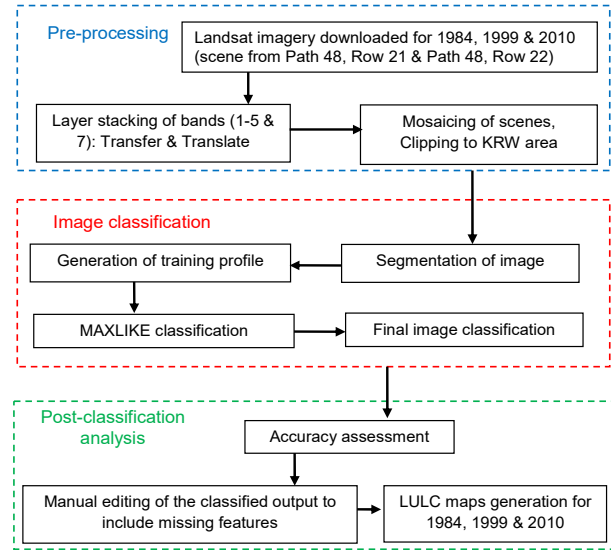 Pre-processing
Landsat imagery downloaded for 1984, 1999 & 2010
(scene from Path 48, Row 21 & Path 48, Row 22)
Layer stacking of bands (1-5 &
7): Transfer & Translate
Mosaicing of scenes,
Clipping to KRW area
Image classification
Segmentation of image
Generation of training profile
MAXLIKE classification
Final image classification
Post-classification
analysis
Accuracy assessment
Manual editing of the classified output to
include missing features
LULC maps generation for
1984, 1999 & 2010